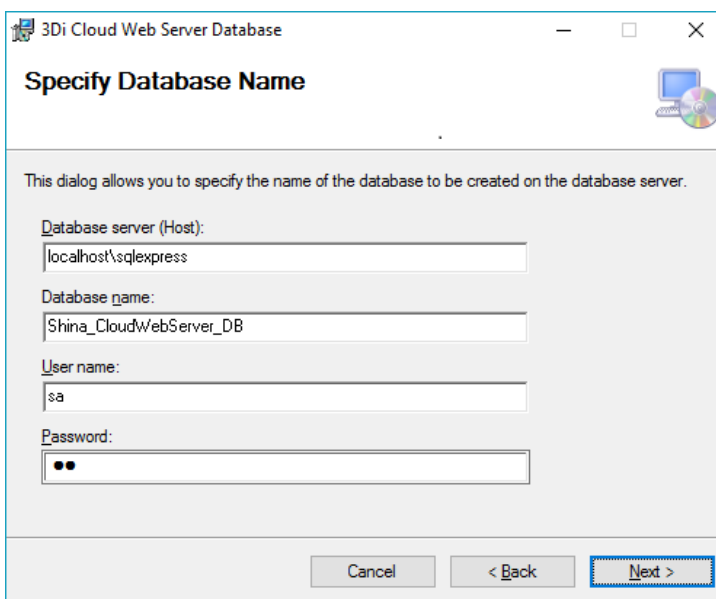 3Di Cloud Web Server Database
Specify Database Name
This dialog allows you to specify the name of the database to be created on the database server.
Database server (Host):
localhost\sqlexpress
Database name:
Shina_CloudWebServer_DB
User name:
sa
Password:
●●
Cancel
< Back
Next >